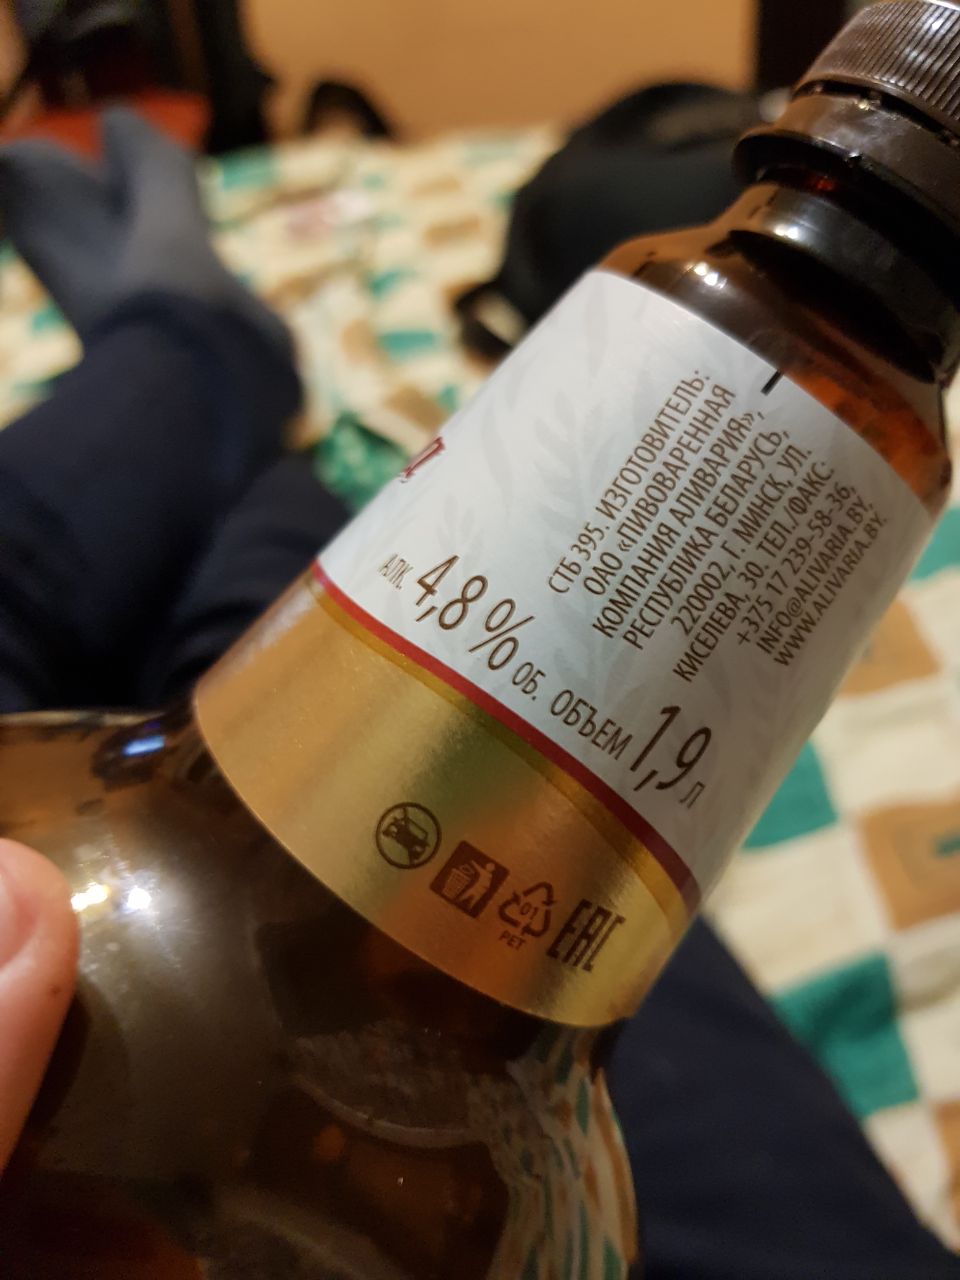 СТБ 395. ИЗГОТОВИТЕЛЬ:
ОАО «ПИВОВАРЕННАЯ
КОМПАНИЯ АЛИВАРИЯ»,
РЕСПУБЛИКА БЕЛАРУСЬ,
220002, Г. МИНСК, УЛ.
КИСЕЛЕВА, 30. ТЕЛ./ФАКС:
+375 17 239-58-36,
INFO@ALIVARIA.BY,
WWW.ALIVARIA.BY.
АЛК. 4,8 % ОБ. ОБЪЕМ 1,9 Л
01
PET
EAC